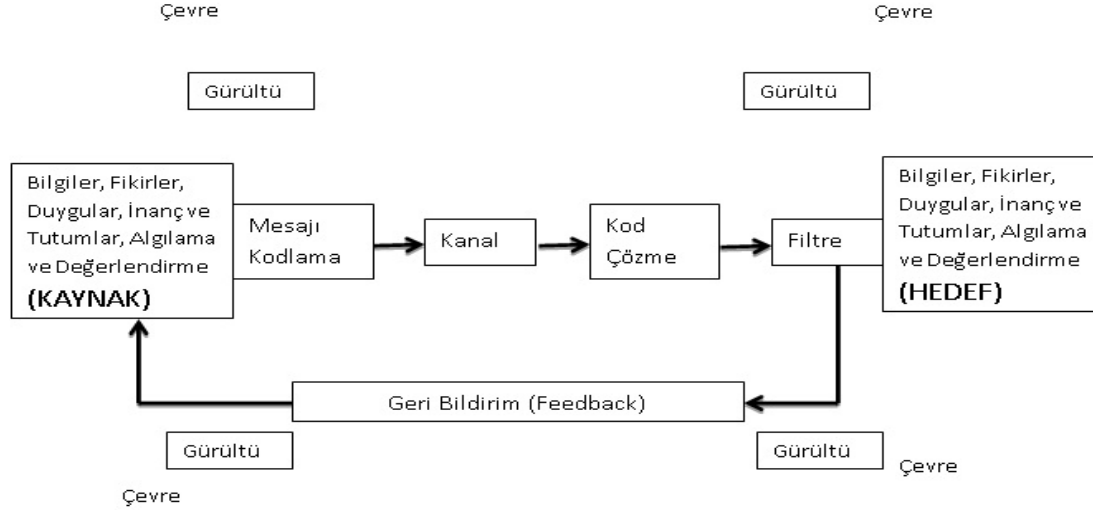 Çevre
Çevre
Gürültü
Gürültü
Bilgiler, Fikirler,
Duygular, İnanç ve
Tutumlar, Algılama
ve Değerlendirme
(KAYNAK)
Mesajı
Kodlama
Kanal
Kod
Çözme
Filtre
Bilgiler, Fikirler,
Duygular, İnanç ve
Tutumlar, Algılama
ve Değerlendirme
(HEDEF)
Geri Bildirim (Feedback)
Gürültü
Gürültü
Çevre
Çevre